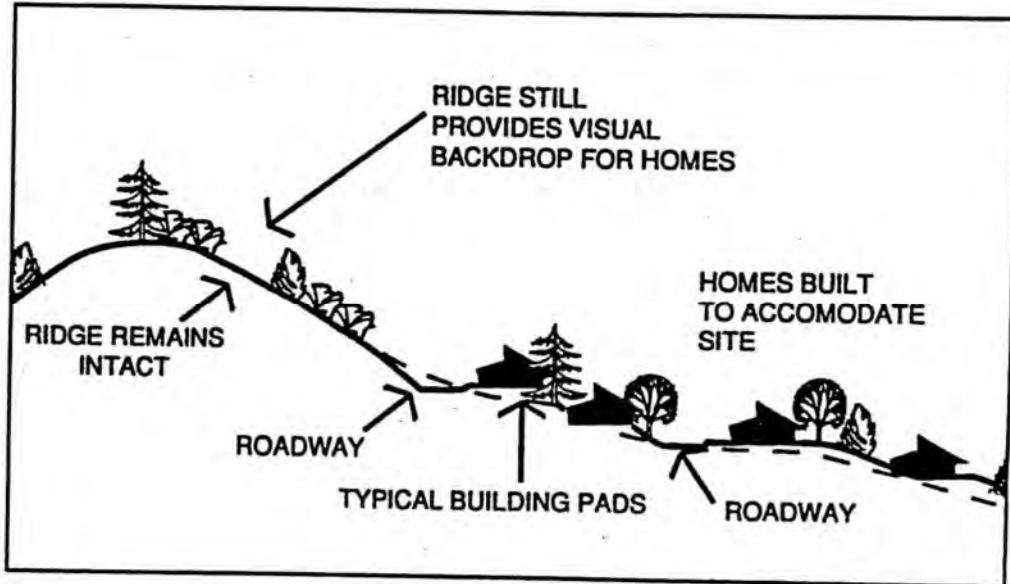 RIDGE STILL
PROVIDES VISUAL
BACKDROP FOR HOMES
HOMES BUILT
TO ACCOMODATE
SITE
RIDGE REMAINS
INTACT
ROADWAY
TYPICAL BUILDING PADS
ROADWAY